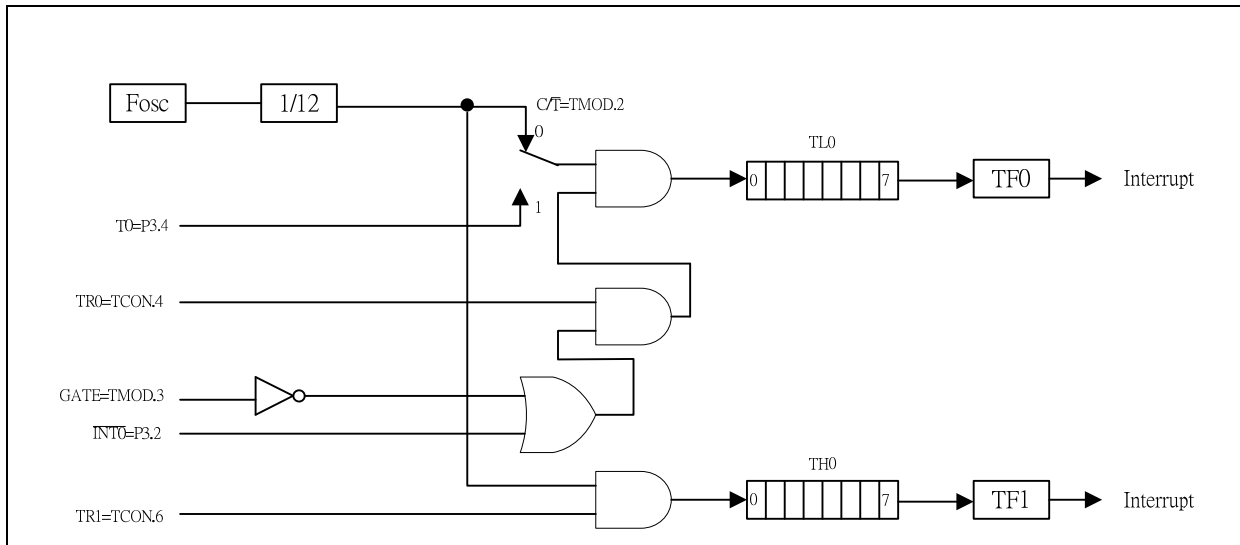 Fosc
1/12
C/T̅=TMOD.2
0
TL0
0
7
TF0
Interrupt
1
T0=P3.4
TR0=TCON.4
GATE=TMOD.3
I̅N̅T̅0̅=P3.2
TH0
0
7
TF1
Interrupt
TR1=TCON.6